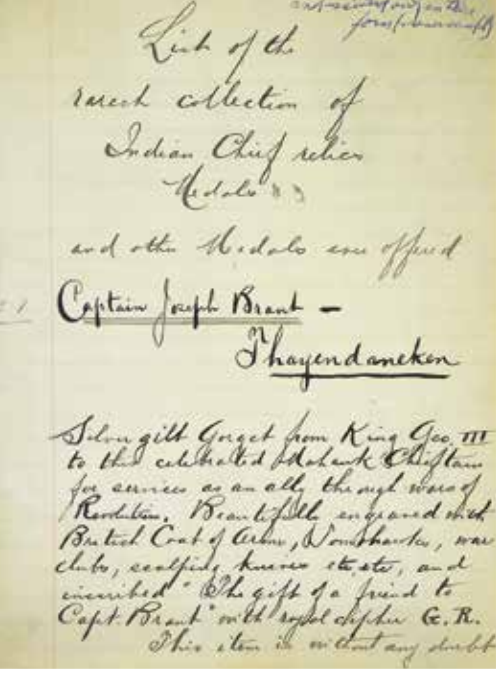 List of the
rarest collection of
Indian Chief relics
Medals
and other Medals ever offered
Captain Joseph Brant –
Thayendaneken
Silver gilt Gorget from King Geo. III
to this celebrated Mohawk Chieftain
for services as an ally through wars of
Revolution. Beautifully engraved with
British Coat of Arms, Tomahawks, war
clubs, scalping knives etc etc, and
inscribed "The gift of a friend to
Capt. Brant" with royal cipher G.R.
This item is without any doubt